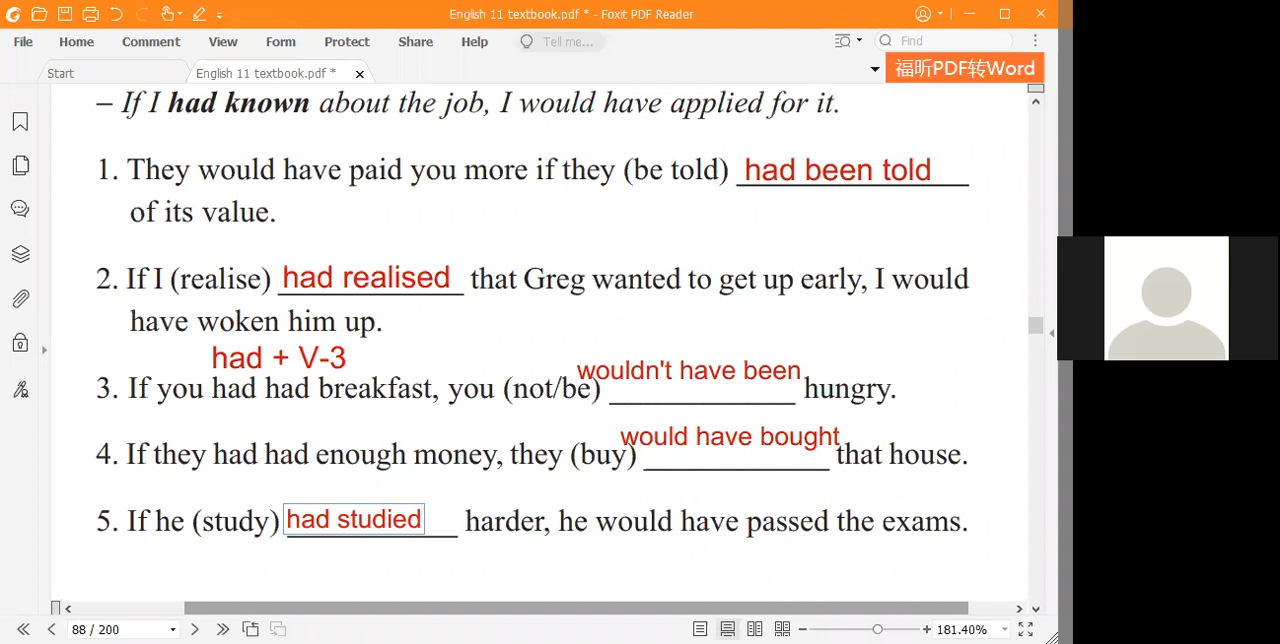 English 11 textbook.pdf * - Foxit PDF Reader
File Home Comment View Form Protect Share Help Tell me... Find
Start English 11 textbook.pdf * 福昕PDF转Word
– If I had known about the job, I would have applied for it.
1. They would have paid you more if they (be told) had been told
of its value.
2. If I (realise) had realised that Greg wanted to get up early, I would
have woken him up.
had + V-3
wouldn't have been
3. If you had had breakfast, you (not/be) ____________ hungry.
would have bought
4. If they had had enough money, they (buy) ____________ that house.
5. If he (study) had studied harder, he would have passed the exams.
88 / 200 181.40%